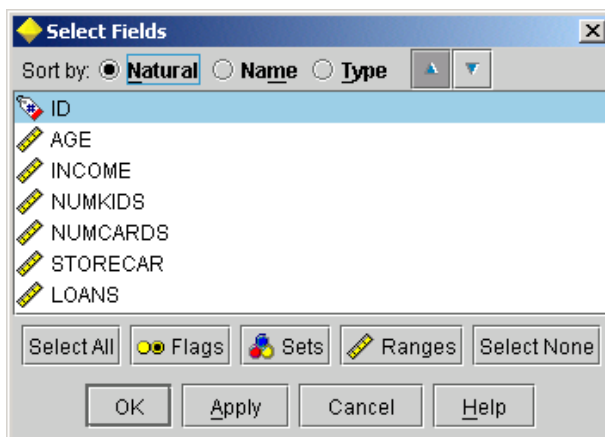 Select Fields
Sort by: Natural Name Type
ID
AGE
INCOME
NUMKIDS
NUMCARDS
STORECAR
LOANS
Select All Flags Sets Ranges Select None
OK Apply Cancel Help